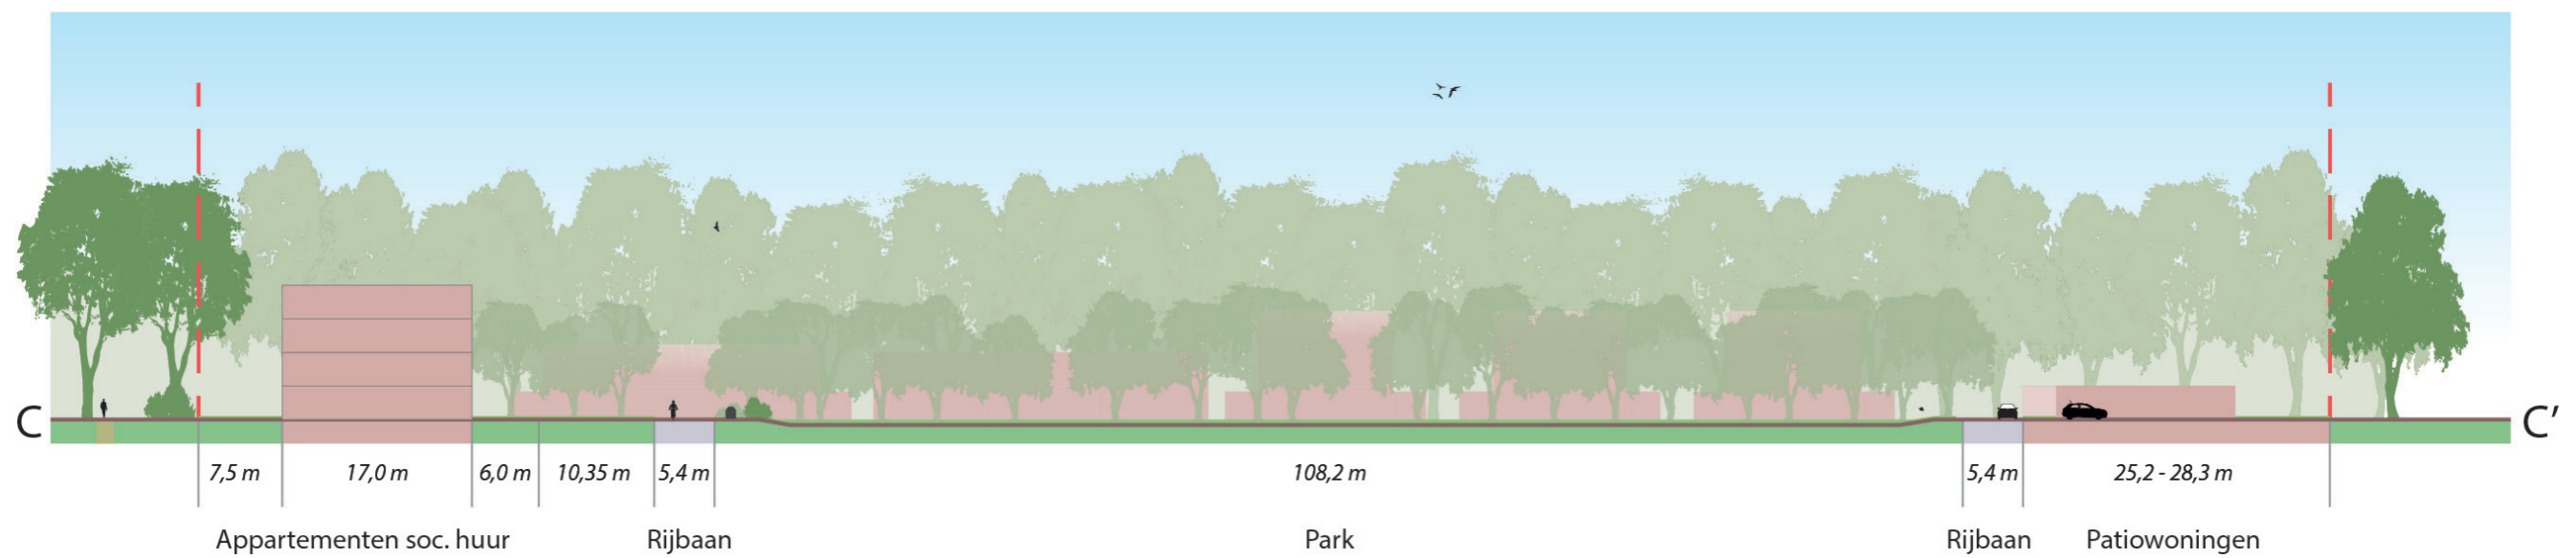 C
C'
7,5 m
17,0 m
6,0 m
10,35 m
5,4 m
108,2 m
5,4 m
25,2 - 28,3 m
Appartementen soc. huur
Rijbaan
Park
Rijbaan
Patiowoningen